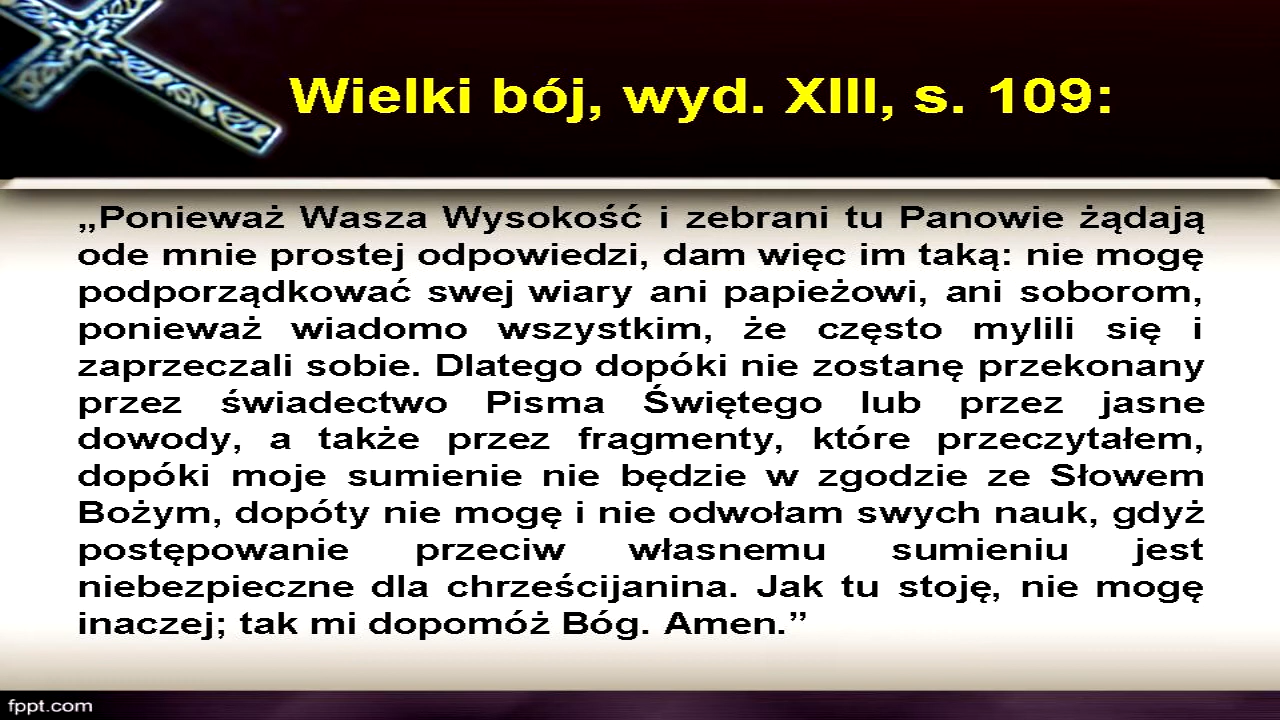 Wielki bój, wyd. XIII, s. 109:
„Ponieważ Wasza Wysokość i zebrani tu Panowie żądają
ode mnie prostej odpowiedzi, dam więc im taką: nie mogę
podporządkować swej wiary ani papieżowi, ani soborom,
ponieważ wiadomo wszystkim, że często mylili się i
zaprzeczali sobie. Dlatego dopóki nie zostanę przekonany
przez świadectwo Pisma Świętego lub przez jasne
dowody, a także przez fragmenty, które przeczytałem,
dopóki moje sumienie nie będzie w zgodzie ze Słowem
Bożym, dopóty nie mogę i nie odwołam swych nauk, gdyż
postępowanie przeciw własnemu sumieniu jest
niebezpieczne dla chrześcijanina. Jak tu stoję, nie mogę
inaczej; tak mi dopomóż Bóg. Amen.”
fppt.com